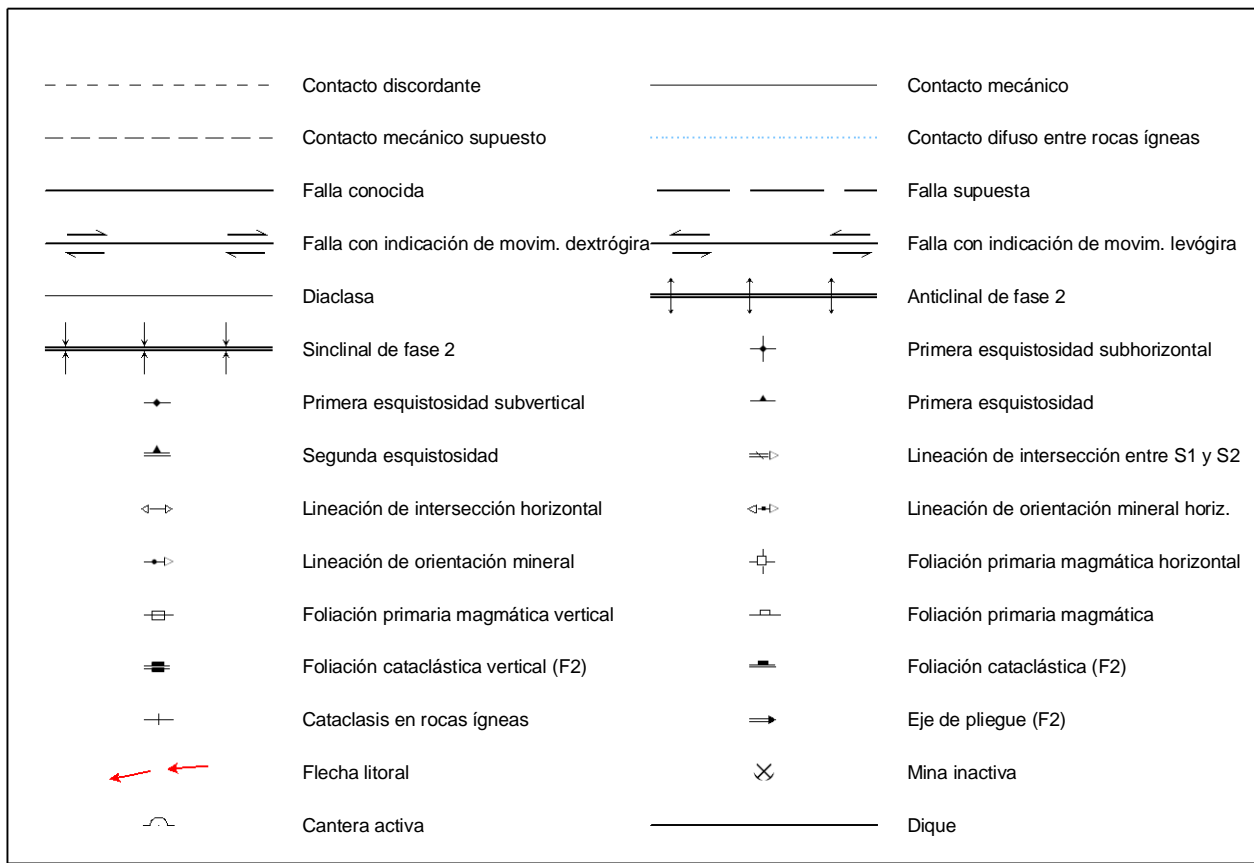 Contacto discordante
Contacto mecánico
Contacto mecánico supuesto
Contacto difuso entre rocas ígneas
Falla conocida
Falla supuesta
Falla con indicación de movim. dextrógira
Falla con indicación de movim. levógira
Diaclasa
Anticlinal de fase 2
Sinclinal de fase 2
Primera esquistosidad subhorizontal
Primera esquistosidad subvertical
Primera esquistosidad
Segunda esquistosidad
Lineación de intersección entre S1 y S2
Lineación de intersección horizontal
Lineación de orientación mineral horiz.
Lineación de orientación mineral
Foliación primaria magmática horizontal
Foliación primaria magmática vertical
Foliación primaria magmática
Foliación cataclástica vertical (F2)
Foliación cataclástica (F2)
Cataclasis en rocas ígneas
Eje de pliegue (F2)
Flecha litoral
Mina inactiva
Cantera activa
Dique